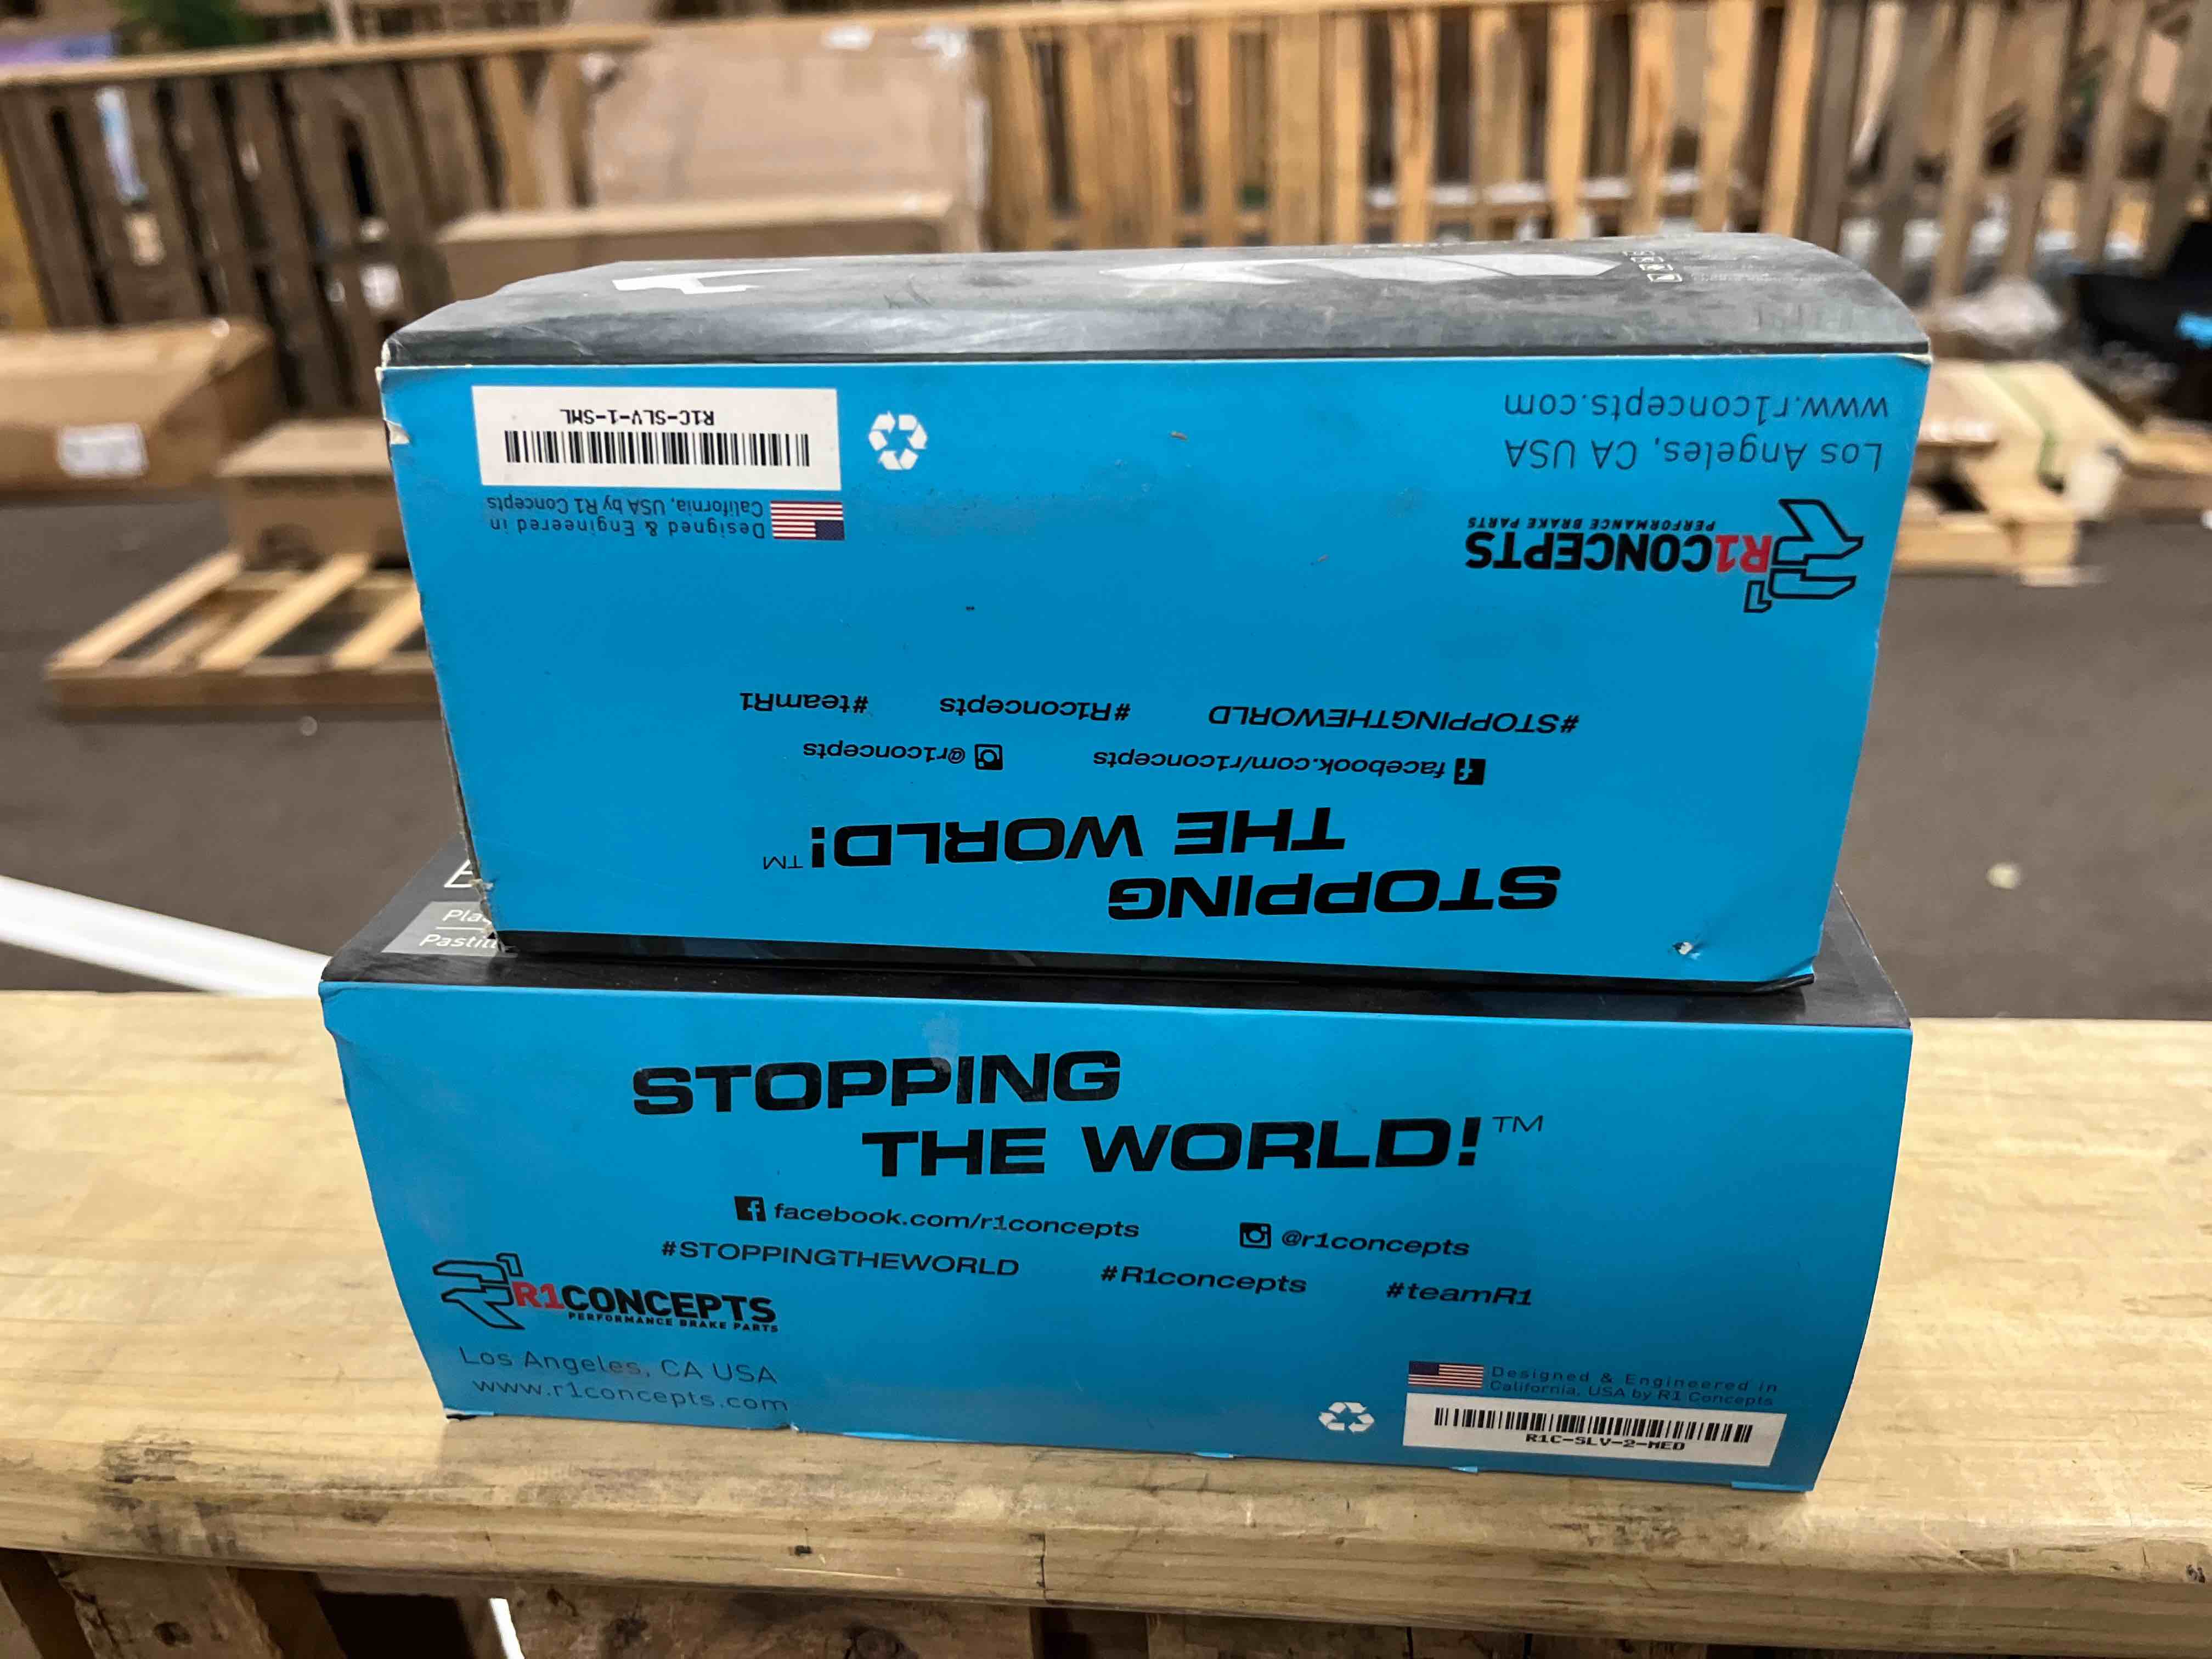 www.r1concepts.com
Los Angeles, CA USA
R1CONCEPTS
PERFORMANCE BRAKE PARTS
R1C-SLV-1-SML
Designed & Engineered in
California, USA by R1 Concepts
#STOPPINGTHEWORLD #R1concepts #teamR1
facebook.com/r1concepts @r1concepts
STOPPING
THE WORLD!™
Pastill
STOPPING
THE WORLD!™
facebook.com/r1concepts @r1concepts
#STOPPINGTHEWORLD #R1concepts #teamR1
R1CONCEPTS
PERFORMANCE BRAKE PARTS
Los Angeles, CA USA
www.r1concepts.com
Designed & Engineered in
California, USA by R1 Concepts
R1C-SLV-2-MED